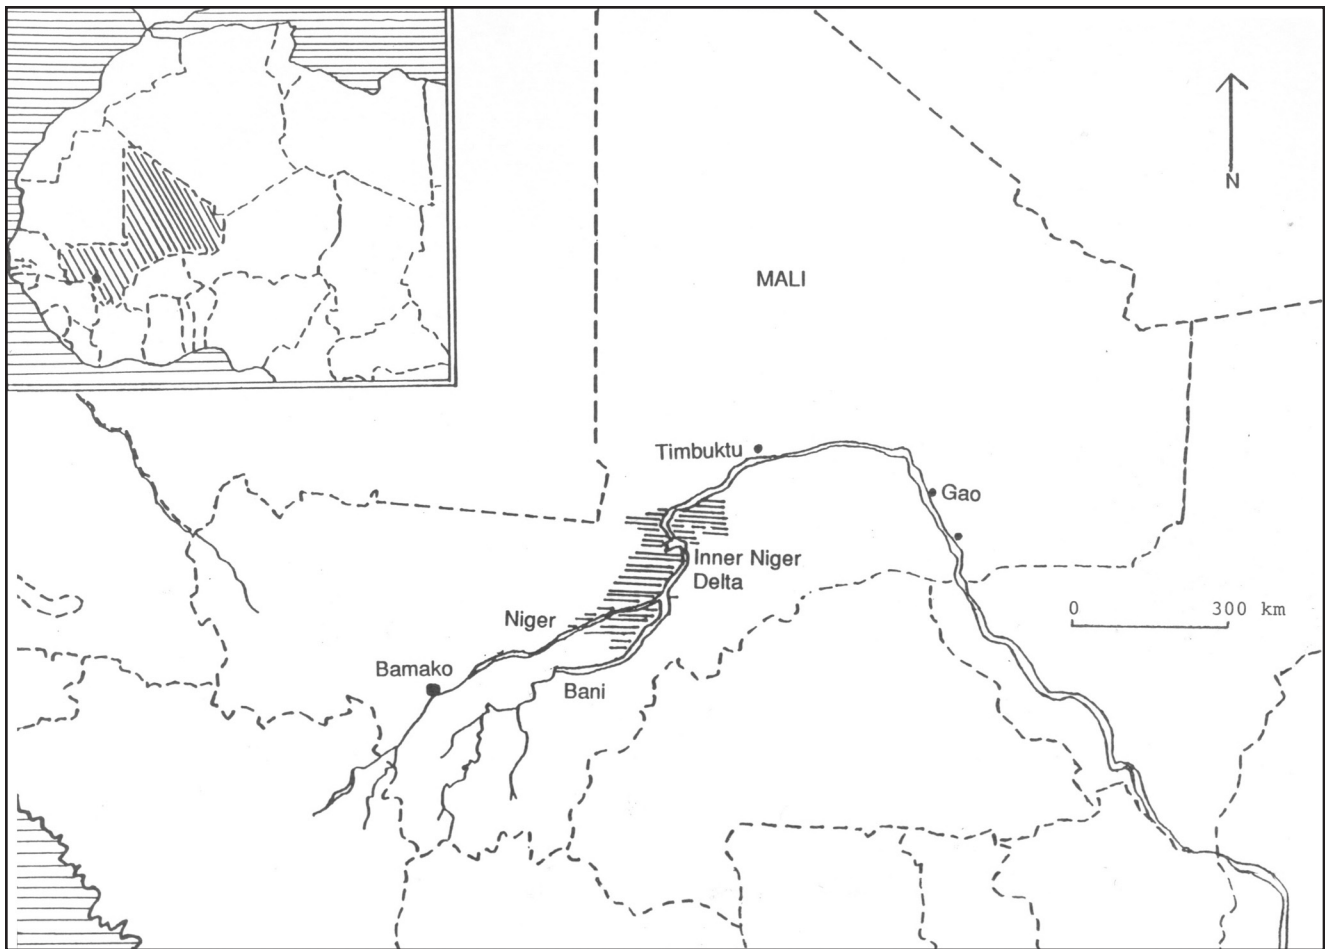 N
MALI
Timbuktu
Gao
Inner Niger
Delta
0 300 km
Niger
Bamako
Bani